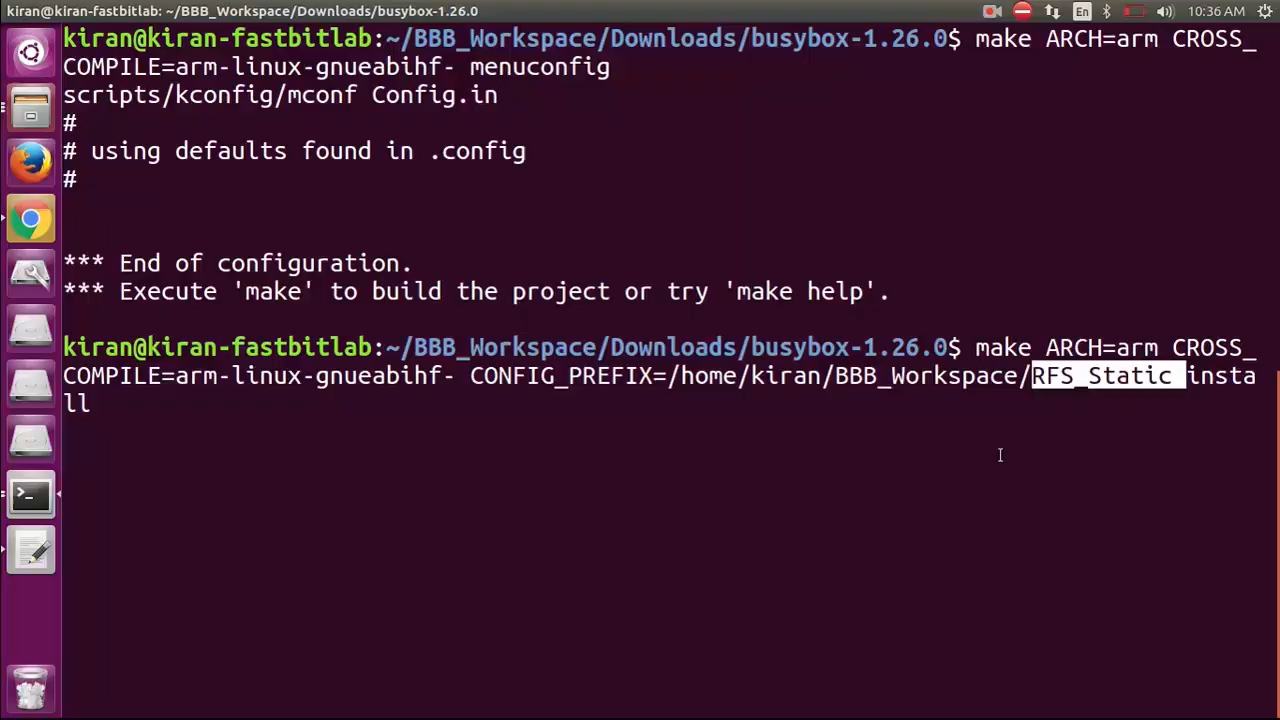 kiran@kiran-fastbitlab: ~/BBB_Workspace/Downloads/busybox-1.26.0
En
10:36 AM
kiran@kiran-fastbitlab:~/BBB_Workspace/Downloads/busybox-1.26.0$ make ARCH=arm CROSS_
COMPILE=arm-linux-gnueabihf- menuconfig
scripts/kconfig/mconf Config.in
#
# using defaults found in .config
#
*** End of configuration.
*** Execute 'make' to build the project or try 'make help'.
kiran@kiran-fastbitlab:~/BBB_Workspace/Downloads/busybox-1.26.0$ make ARCH=arm CROSS_
COMPILE=arm-linux-gnueabihf- CONFIG_PREFIX=/home/kiran/BBB_Workspace/RFS_Static insta
ll